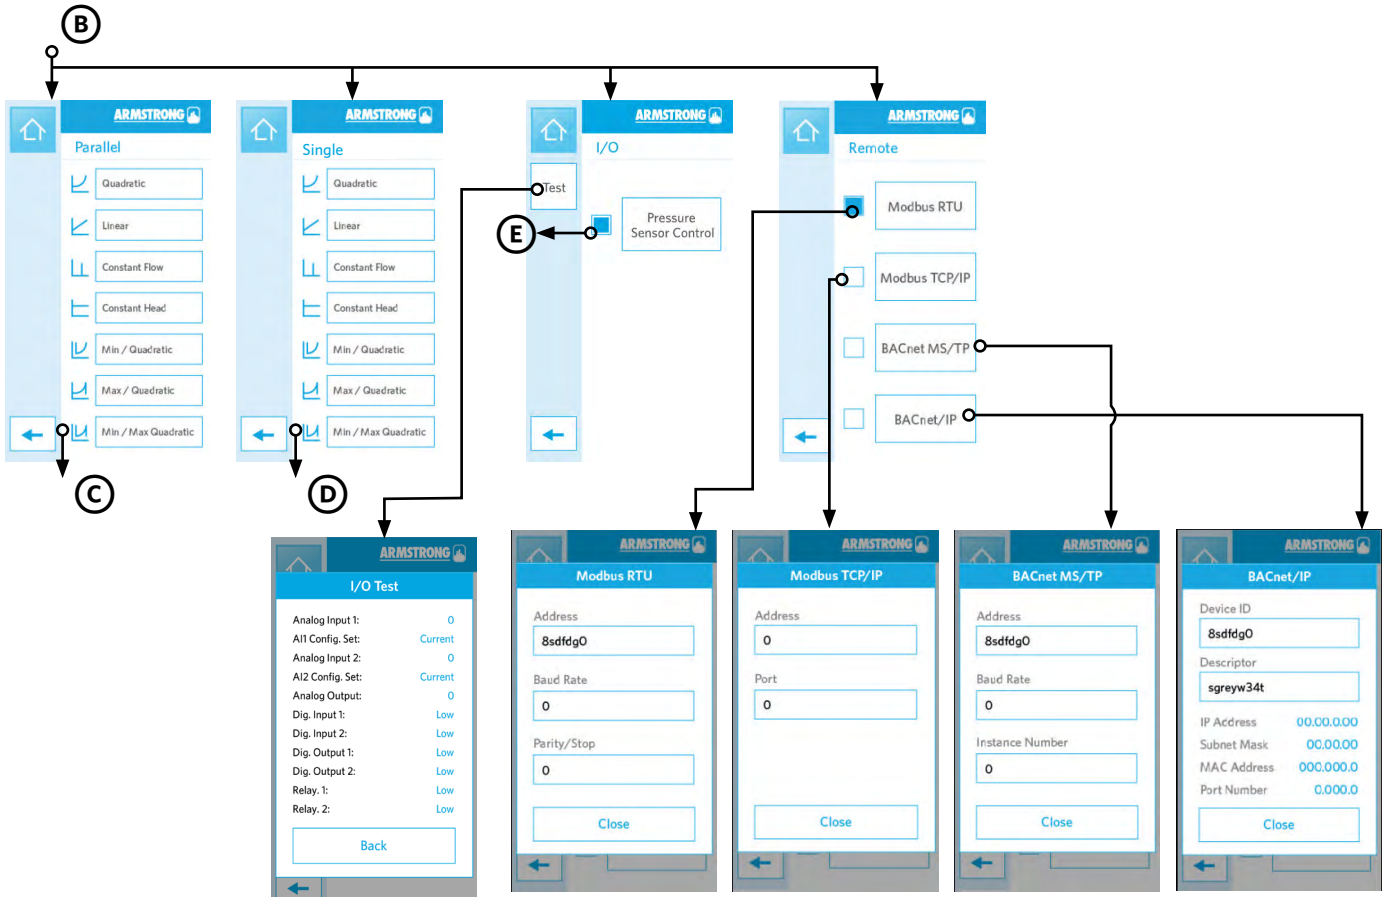 B
ARMSTRONG
Parallel
Quadratic
Linear
Constant Flow
Constant Head
Min / Quadratic
Max / Quadratic
Min / Max Quadratic
C
ARMSTRONG
Single
Quadratic
Linear
Constant Flow
Constant Head
Min / Quadratic
Max / Quadratic
Min / Max Quadratic
D
ARMSTRONG
I/O
Test
Pressure
Sensor Control
E
ARMSTRONG
Remote
Modbus RTU
Modbus TCP/IP
BACnet MS/TP
BACnet/IP
ARMSTRONG
I/O Test
Analog Input 1: 0
AI1 Config. Set: Current
Analog Input 2: 0
AI2 Config. Set: Current
Analog Output: 0
Dig. Input 1: Low
Dig. Input 2: Low
Dig. Output 1: Low
Dig. Output 2: Low
Relay. 1: Low
Relay. 2: Low
Back
ARMSTRONG
Modbus RTU
Address
8sdfdg0
Baud Rate
0
Parity/Stop
0
Close
ARMSTRONG
Modbus TCP/IP
Address
0
Port
0
Close
ARMSTRONG
BACnet MS/TP
Address
8sdfdg0
Baud Rate
0
Instance Number
0
Close
ARMSTRONG
BACnet/IP
Device ID
8sdfdg0
Descriptor
sgreyw34t
IP Address 00.00.0.00
Subnet Mask 00.00.00
MAC Address 000.000.0
Port Number 0.000.0
Close